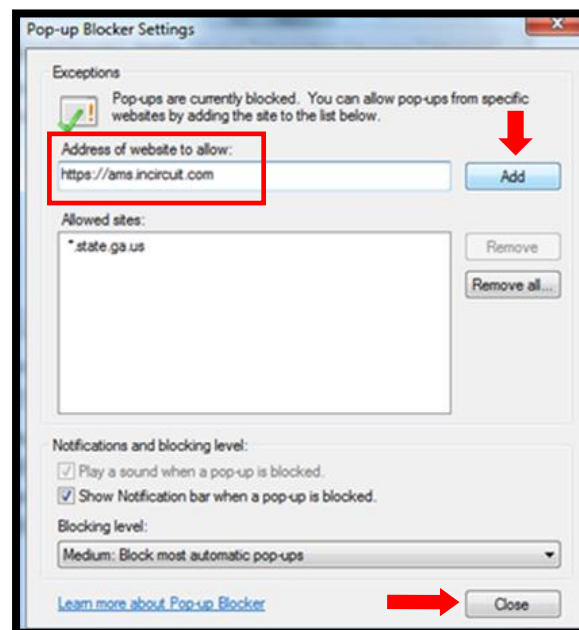 Pop-up Blocker Settings
Exceptions
Pop-ups are currently blocked. You can allow pop-ups from specific
websites by adding the site to the list below.
Address of website to allow:
https://ams.incircuit.com
Add
Allowed sites:
*.state.ga.us
Remove
Remove all...
Notifications and blocking level:
Play a sound when a pop-up is blocked.
Show Notification bar when a pop-up is blocked.
Blocking level:
Medium: Block most automatic pop-ups
Learn more about Pop-up Blocker
Close